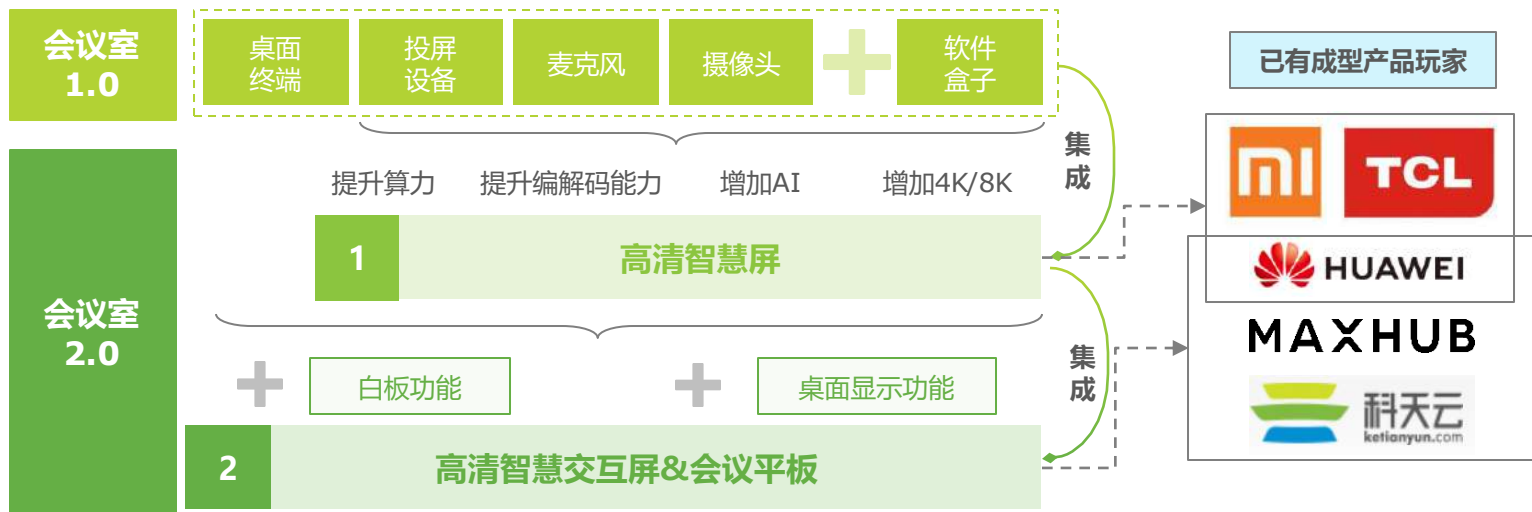 会议室
1.0
桌面
终端
投屏
设备
麦克风
摄像头
软件
盒子
已有成型产品玩家
集
成
提升算力
提升编解码能力
增加AI
增加4K/8K
mi
TCL
会议室
2.0
1
高清智慧屏
HUAWEI
MAXHUB
集
成
白板功能
桌面显示功能
科天云
ketianyun.com
2
高清智慧交互屏&会议平板